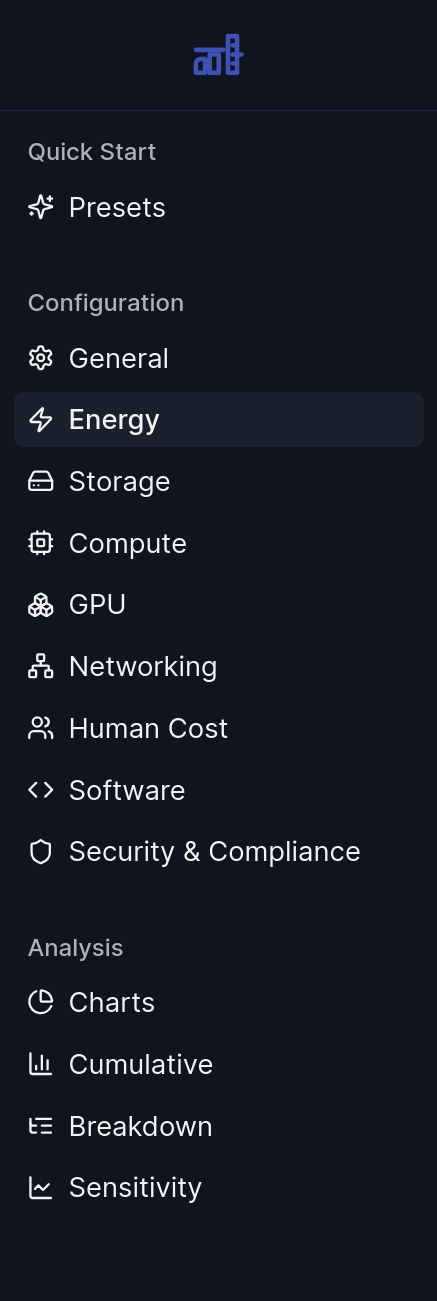 Quick Start
Presets
Configuration
General
Energy
Storage
Compute
GPU
Networking
Human Cost
Software
Security & Compliance
Analysis
Charts
Cumulative
Breakdown
Sensitivity